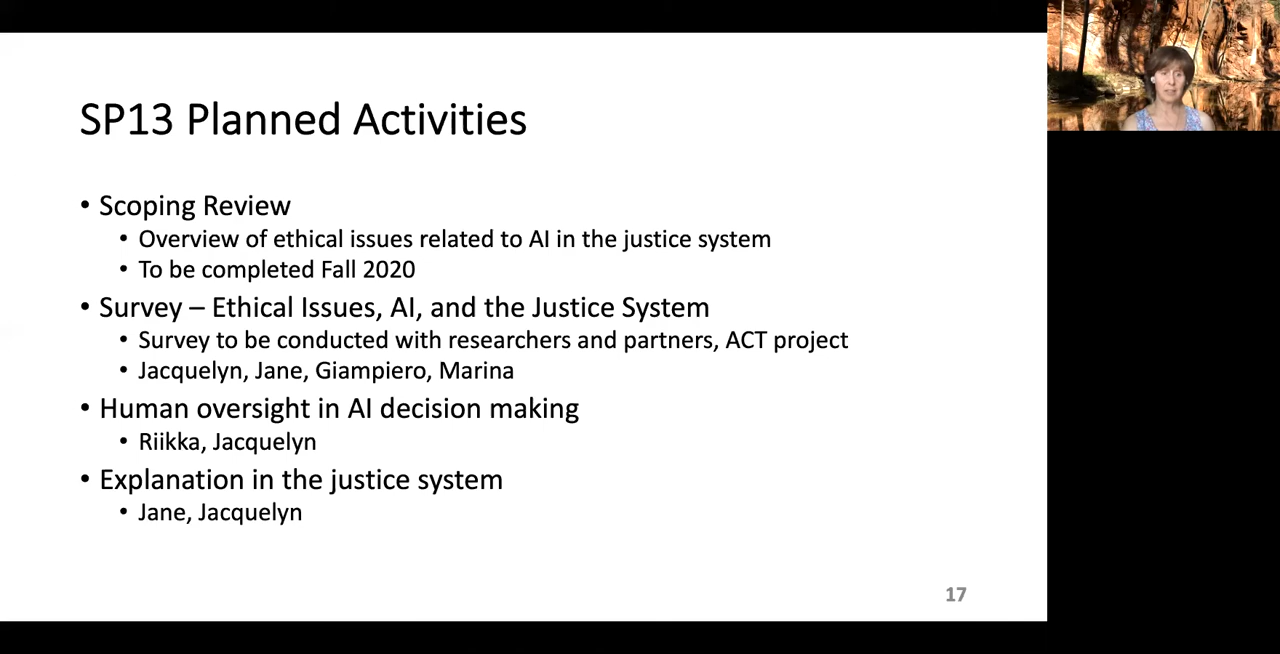 SP13 Planned Activities
• Scoping Review
• Overview of ethical issues related to AI in the justice system
• To be completed Fall 2020
• Survey – Ethical Issues, AI, and the Justice System
• Survey to be conducted with researchers and partners, ACT project
• Jacquelyn, Jane, Giampiero, Marina
• Human oversight in AI decision making
• Riikka, Jacquelyn
• Explanation in the justice system
• Jane, Jacquelyn
17